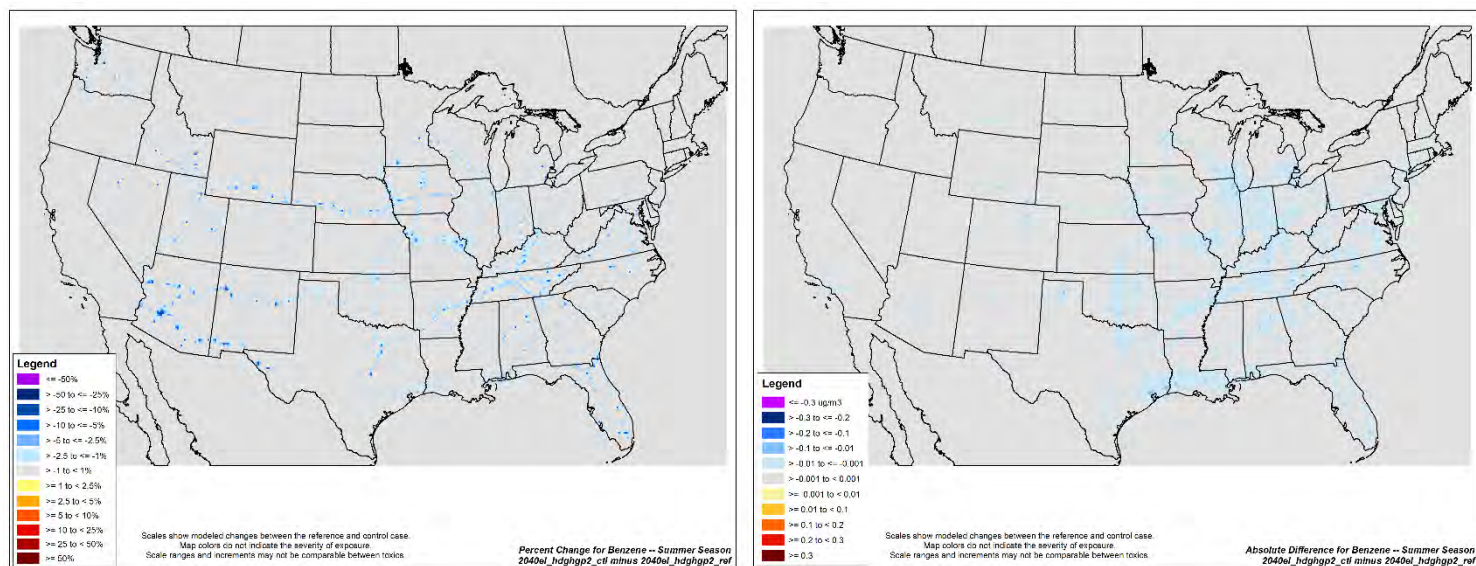 Legend
<= -50%
> -50 to <= -25%
> -25 to <= -10%
> -10 to <= -5%
> -5 to <= -2.5%
> -2.5 to <= -1%
> -1 to < 1%
>= 1 to < 2.5%
>= 2.5 to < 5%
>= 5 to < 10%
>= 10 to < 25%
>= 25 to < 50%
>= 50%
Scales show modeled changes between the reference and control case.
Map colors do not indicate the severity of exposure.
Scale ranges and increments may not be comparable between toxics
Percent Change for Benzene -- Summer Season
2040el_hdghgp2_ctl minus 2040el_hdghgp2_ref
Legend
<= -0.3 ug/m3
> -0.3 to <= -0.2
> -0.2 to <= -0.1
> -0.1 to <= -0.01
> -0.01 to <= -0.001
> -0.001 to < 0.001
>= 0.001 to < 0.01
>= 0.01 to < 0.1
>= 0.1 to < 0.2
>= 0.2 to < 0.3
>= 0.3
Scales show modeled changes between the reference and control case.
Map colors do not indicate the severity of exposure.
Scale ranges and increments may not be comparable between toxics
Absolute Difference for Benzene -- Summer Season
2040el_hdghgp2_ctl minus 2040el_hdghgp2_ref